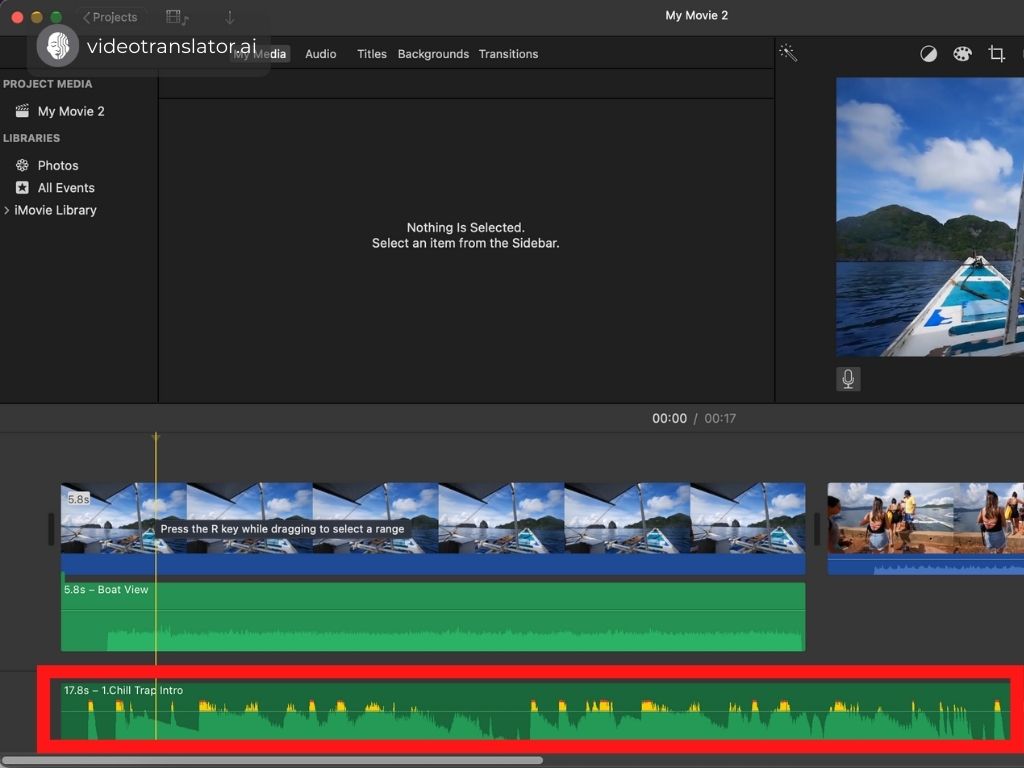 Projects
My Movie 2
videotranslator.ai
My Media
Audio
Titles
Backgrounds
Transitions
PROJECT MEDIA
My Movie 2
LIBRARIES
Photos
All Events
iMovie Library
Nothing Is Selected.
Select an item from the Sidebar.
00:00 / 00:17
5.8s
Press the R key while dragging to select a range
5.8s – Boat View
17.8s – 1.Chill Trap Intro